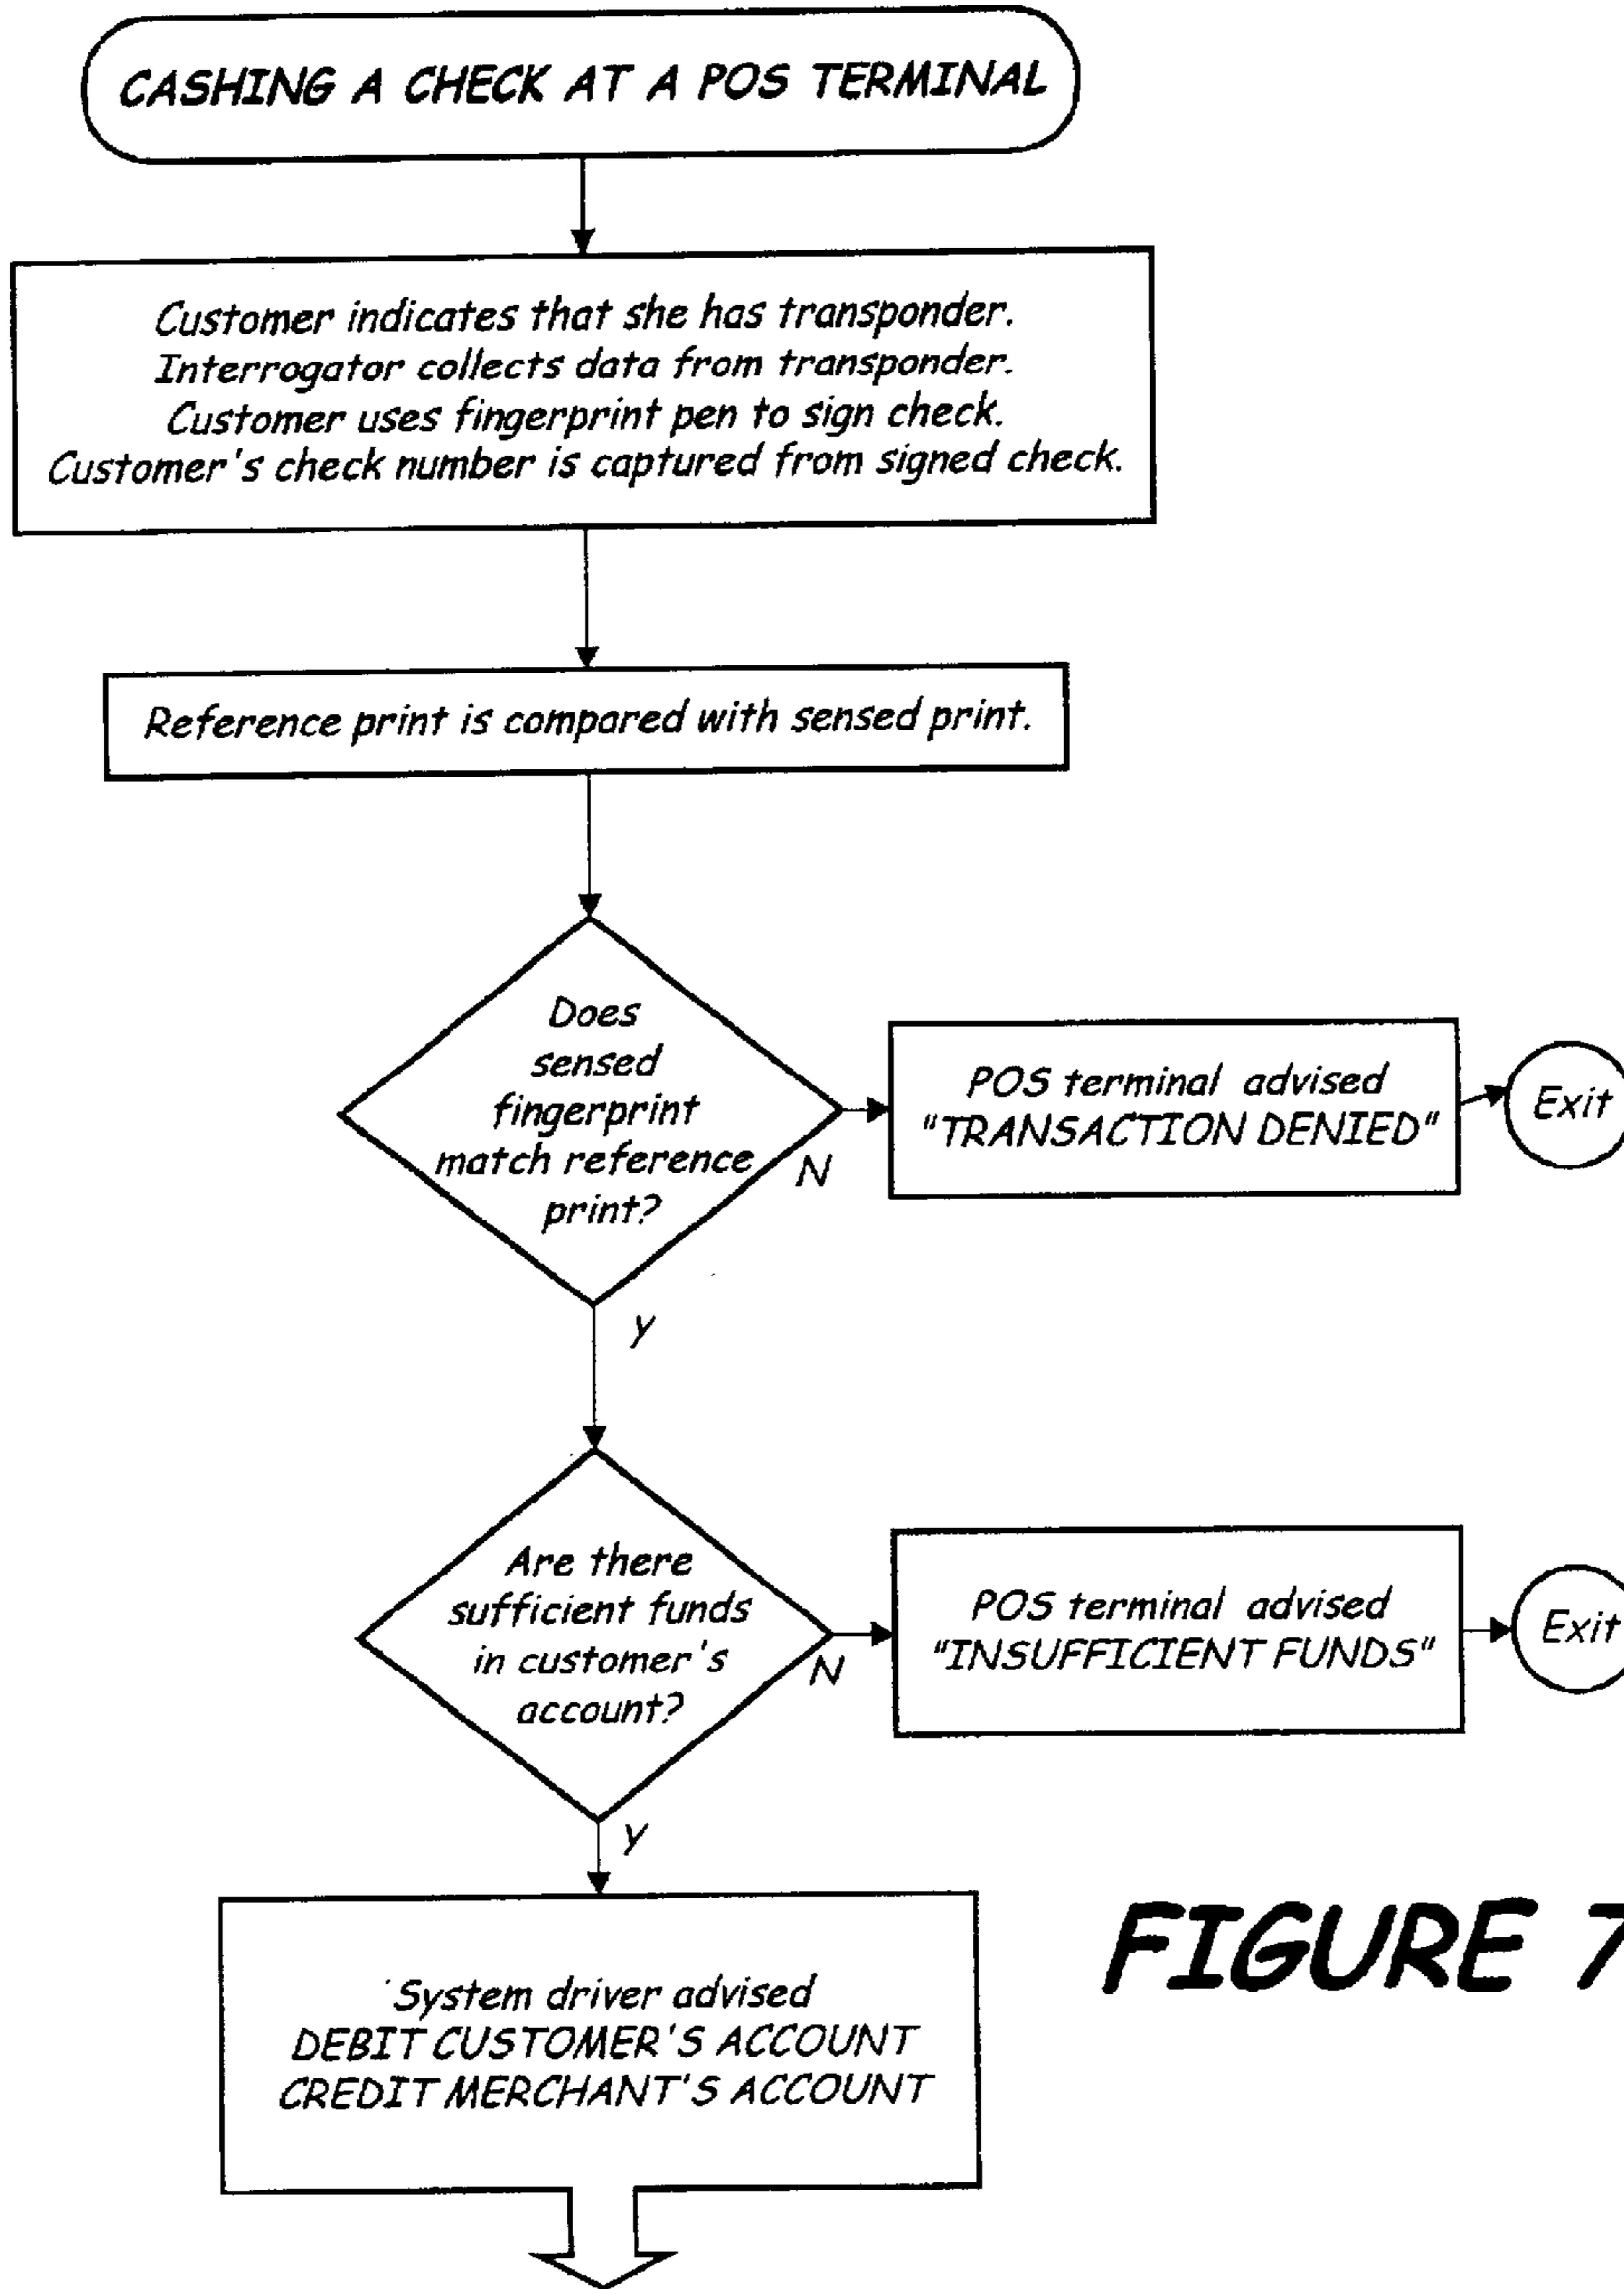 CASHING A CHECK AT A POS TERMINAL
Customer indicates that she has transponder.
Interrogator collects data from transponder.
Customer uses fingerprint pen to sign check.
Customer's check number is captured from signed check.
Reference print is compared with sensed print.
Does
sensed
fingerprint
match reference
print?
N
POS terminal advised
"TRANSACTION DENIED"
Exit
Y
Are there
sufficient funds
in customer's
account?
N
POS terminal advised
"INSUFFICIENT FUNDS"
Exit
Y
System driver advised
DEBIT CUSTOMER'S ACCOUNT
CREDIT MERCHANT'S ACCOUNT
FIGURE 7